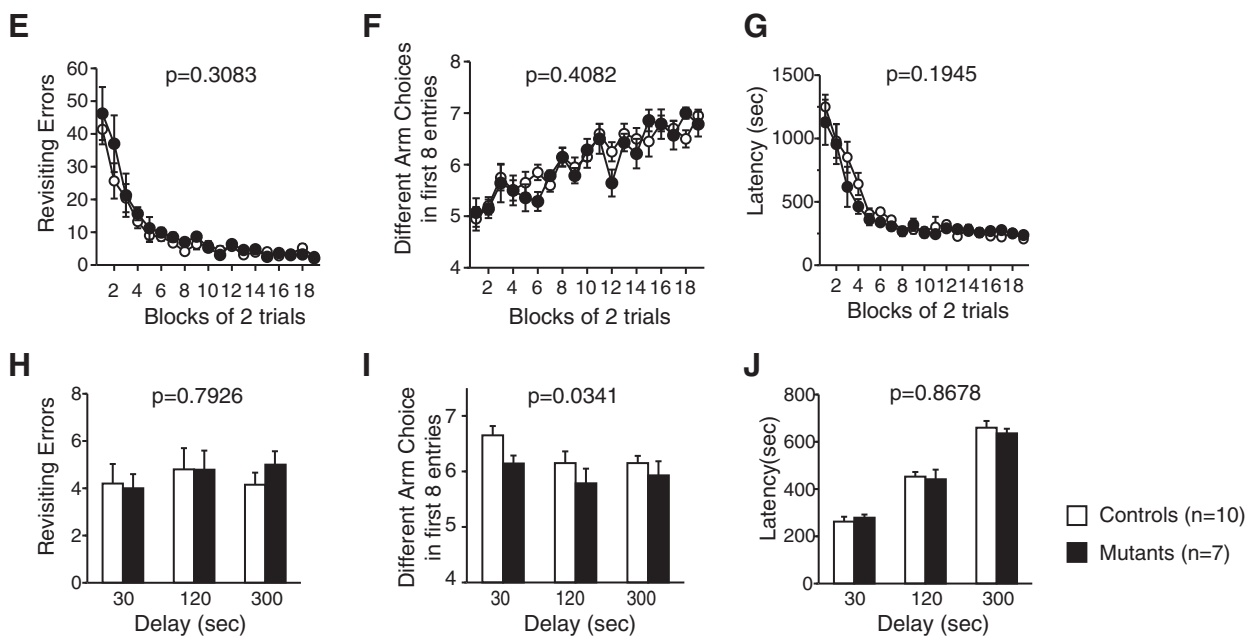 E
p=0.3083
Revisiting Errors
60
50
40
30
20
10
0
2 4 6 8 10 12 14 16 18
Blocks of 2 trials
F
p=0.4082
Different Arm Choices
in first 8 entries
8
7
6
5
4
2 4 6 8 10 12 14 16 18
Blocks of 2 trials
G
p=0.1945
Latency (sec)
1500
1000
500
0
2 4 6 8 10 12 14 16 18
Blocks of 2 trials
H
p=0.7926
Revisiting Errors
8
6
4
2
0
30 120 300
Delay (sec)
I
p=0.0341
Different Arm Choice
in first 8 entries
7
6
5
4
30 120 300
Delay (sec)
J
p=0.8678
Latency(sec)
800
600
400
200
0
30 120 300
Delay (sec)
Controls (n=10)
Mutants (n=7)